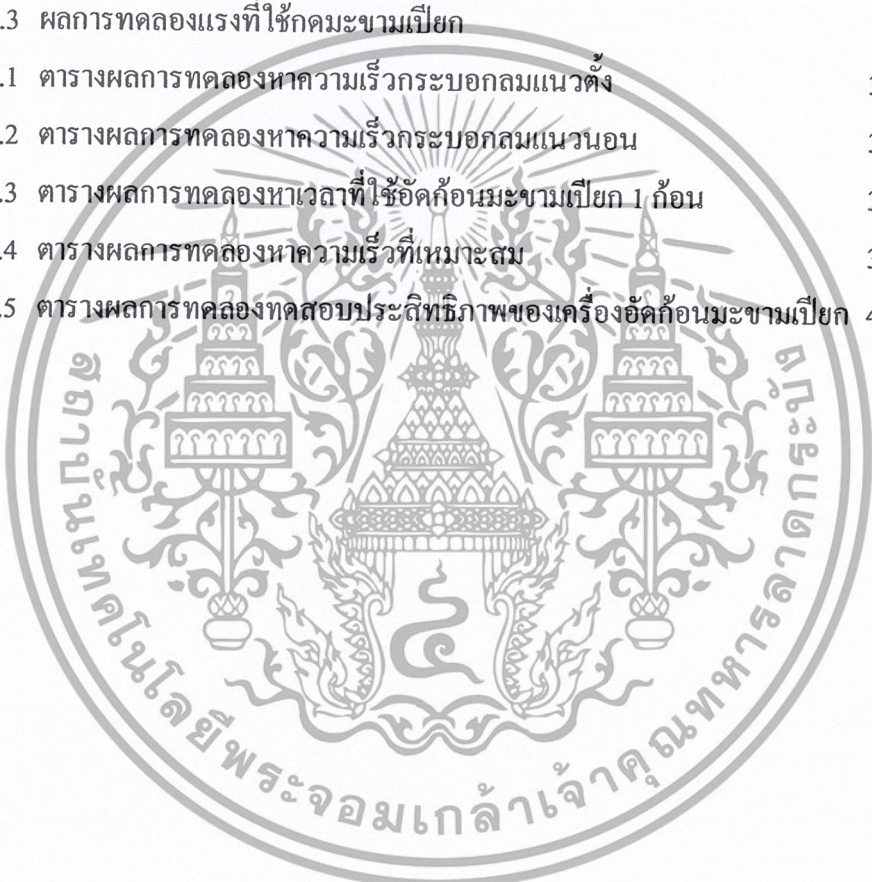 .3 ผลการทดลองแรงที่ใช้กดมะขามเปียก
.1 ตารางผลการทดลองหาความเร็วกระบอกลมแนวตั้ง
.2 ตารางผลการทดลองหาความเร็วกระบอกลมแนวนอน
.3 ตารางผลการทดลองหาเวลาที่ใช้อัดก้อนมะขามเปียก 1 ก้อน
.4 ตารางผลการทดลองหาความเร็วที่เหมาะสม
.5 ตารางผลการทดลองทดสอบประสิทธิภาพของเครื่องอัดก้อนมะขามเปียก 4
สถาบันเทคโนโลยีพระจอมเกล้าเจ้าคุณทหารลาดกระบัง
๔